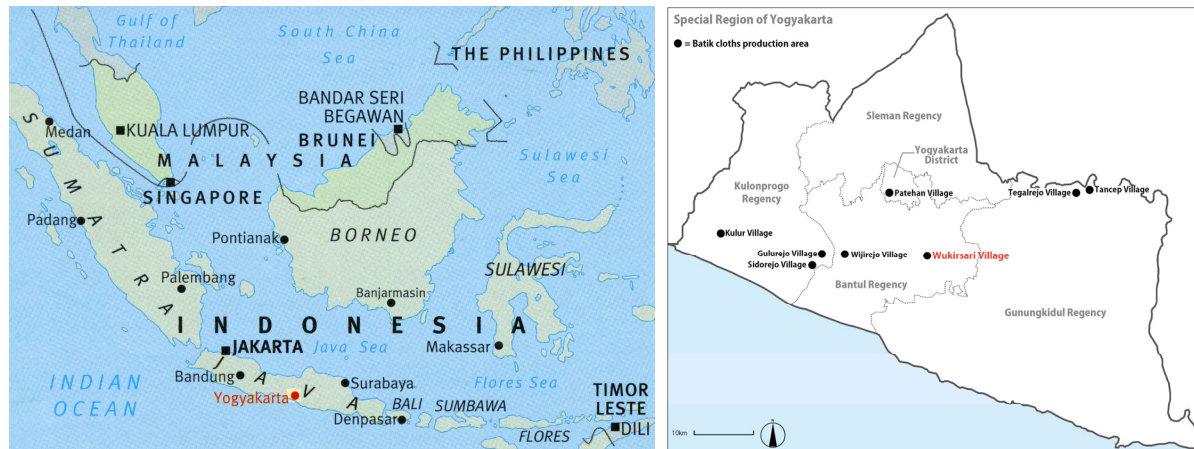 Gulf of
Thailand
South China
Sea
THE PHILIPPINES
BANDAR SERI
BEGAWAN
BRUNEI
Medan
KUALA LUMPUR
MALAYSIA
Sulawesi
Sea
SINGAPORE
SUMATRA
Padang
Pontianak
BORNEO
SULAWESI
Palembang
Banjarmasin
INDONESIA
JAKARTA
Java Sea
Makassar
INDIAN
OCEAN
Bandung
JAVA
Surabaya
Flores Sea
Yogyakarta
BALI
SUMBAWA
TIMOR
LESTE
Denpasar
FLORES
DILI
Special Region of Yogyakarta
= Batik cloths production area
Sleman Regency
Yogyakarta
District
Kulonprogo
Regency
Patehan Village
Tegalrejo Village
Tancep Village
Kulur Village
Gulurejo Village
Wijirejo Village
Wukirsari Village
Sidorejo Village
Bantul Regency
Gunungkidul Regency
10km
N